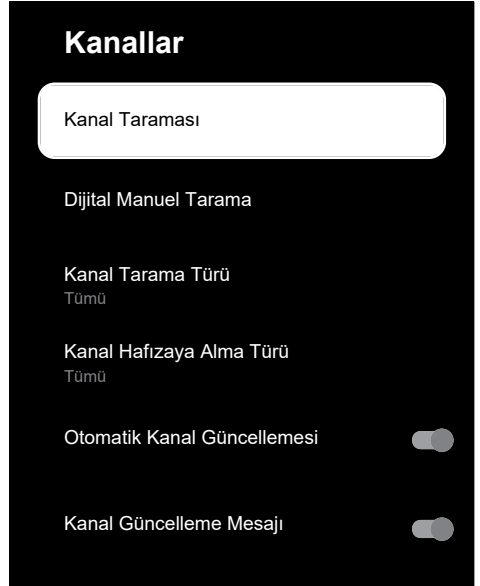 Kanallar
Kanal Taraması
Dijital Manuel Tarama
Kanal Tarama Türü
Tümü
Kanal Hafızaya Alma Türü
Tümü
Otomatik Kanal Güncellemesi
Kanal Güncelleme Mesajı